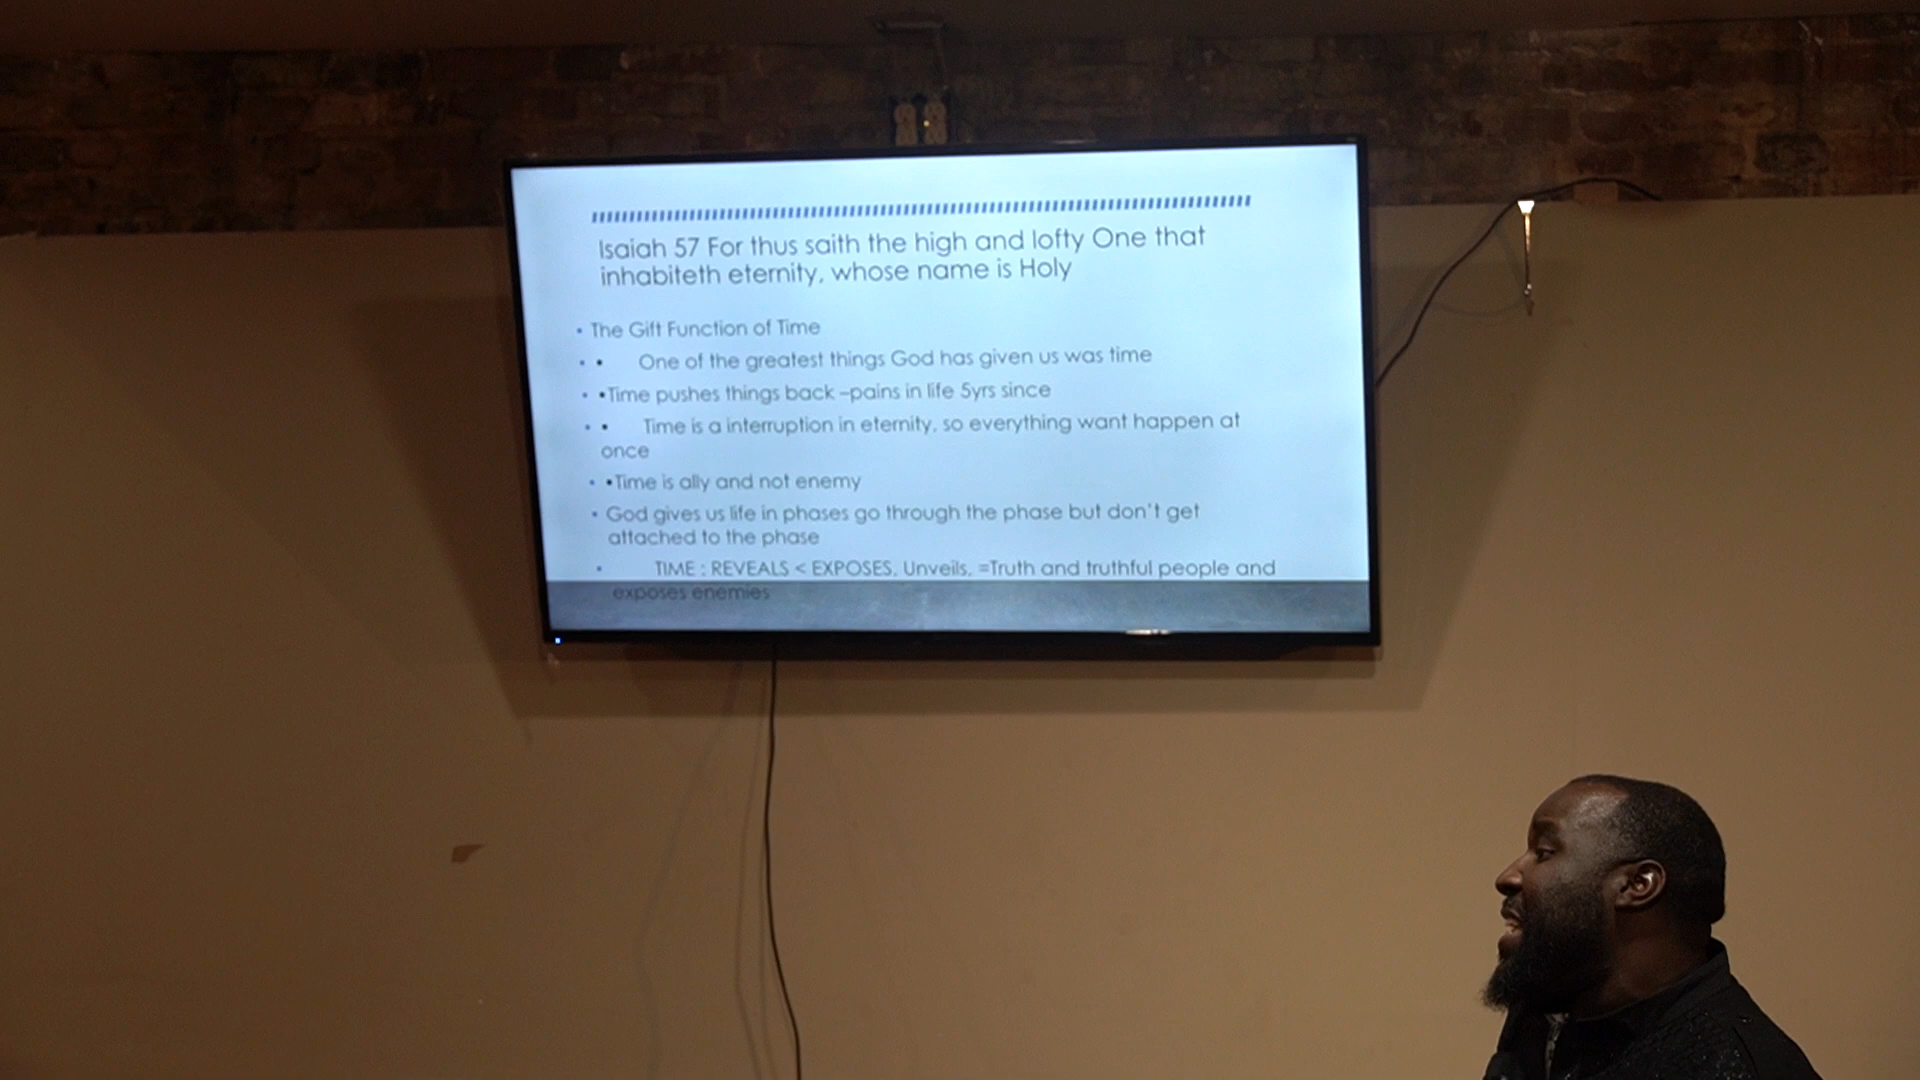 Isaiah 57 For thus saith the high and lofty One that
inhabiteth eternity, whose name is Holy
• The Gift Function of Time
• • One of the greatest things God has given us was time
• •Time pushes things back –pains in life 5yrs since
• • Time is a interruption in eternity, so everything want happen at
once
• •Time is ally and not enemy
• God gives us life in phases go through the phase but don't get
attached to the phase
• TIME : REVEALS < EXPOSES, Unveils, =Truth and truthful people and
exposes enemies